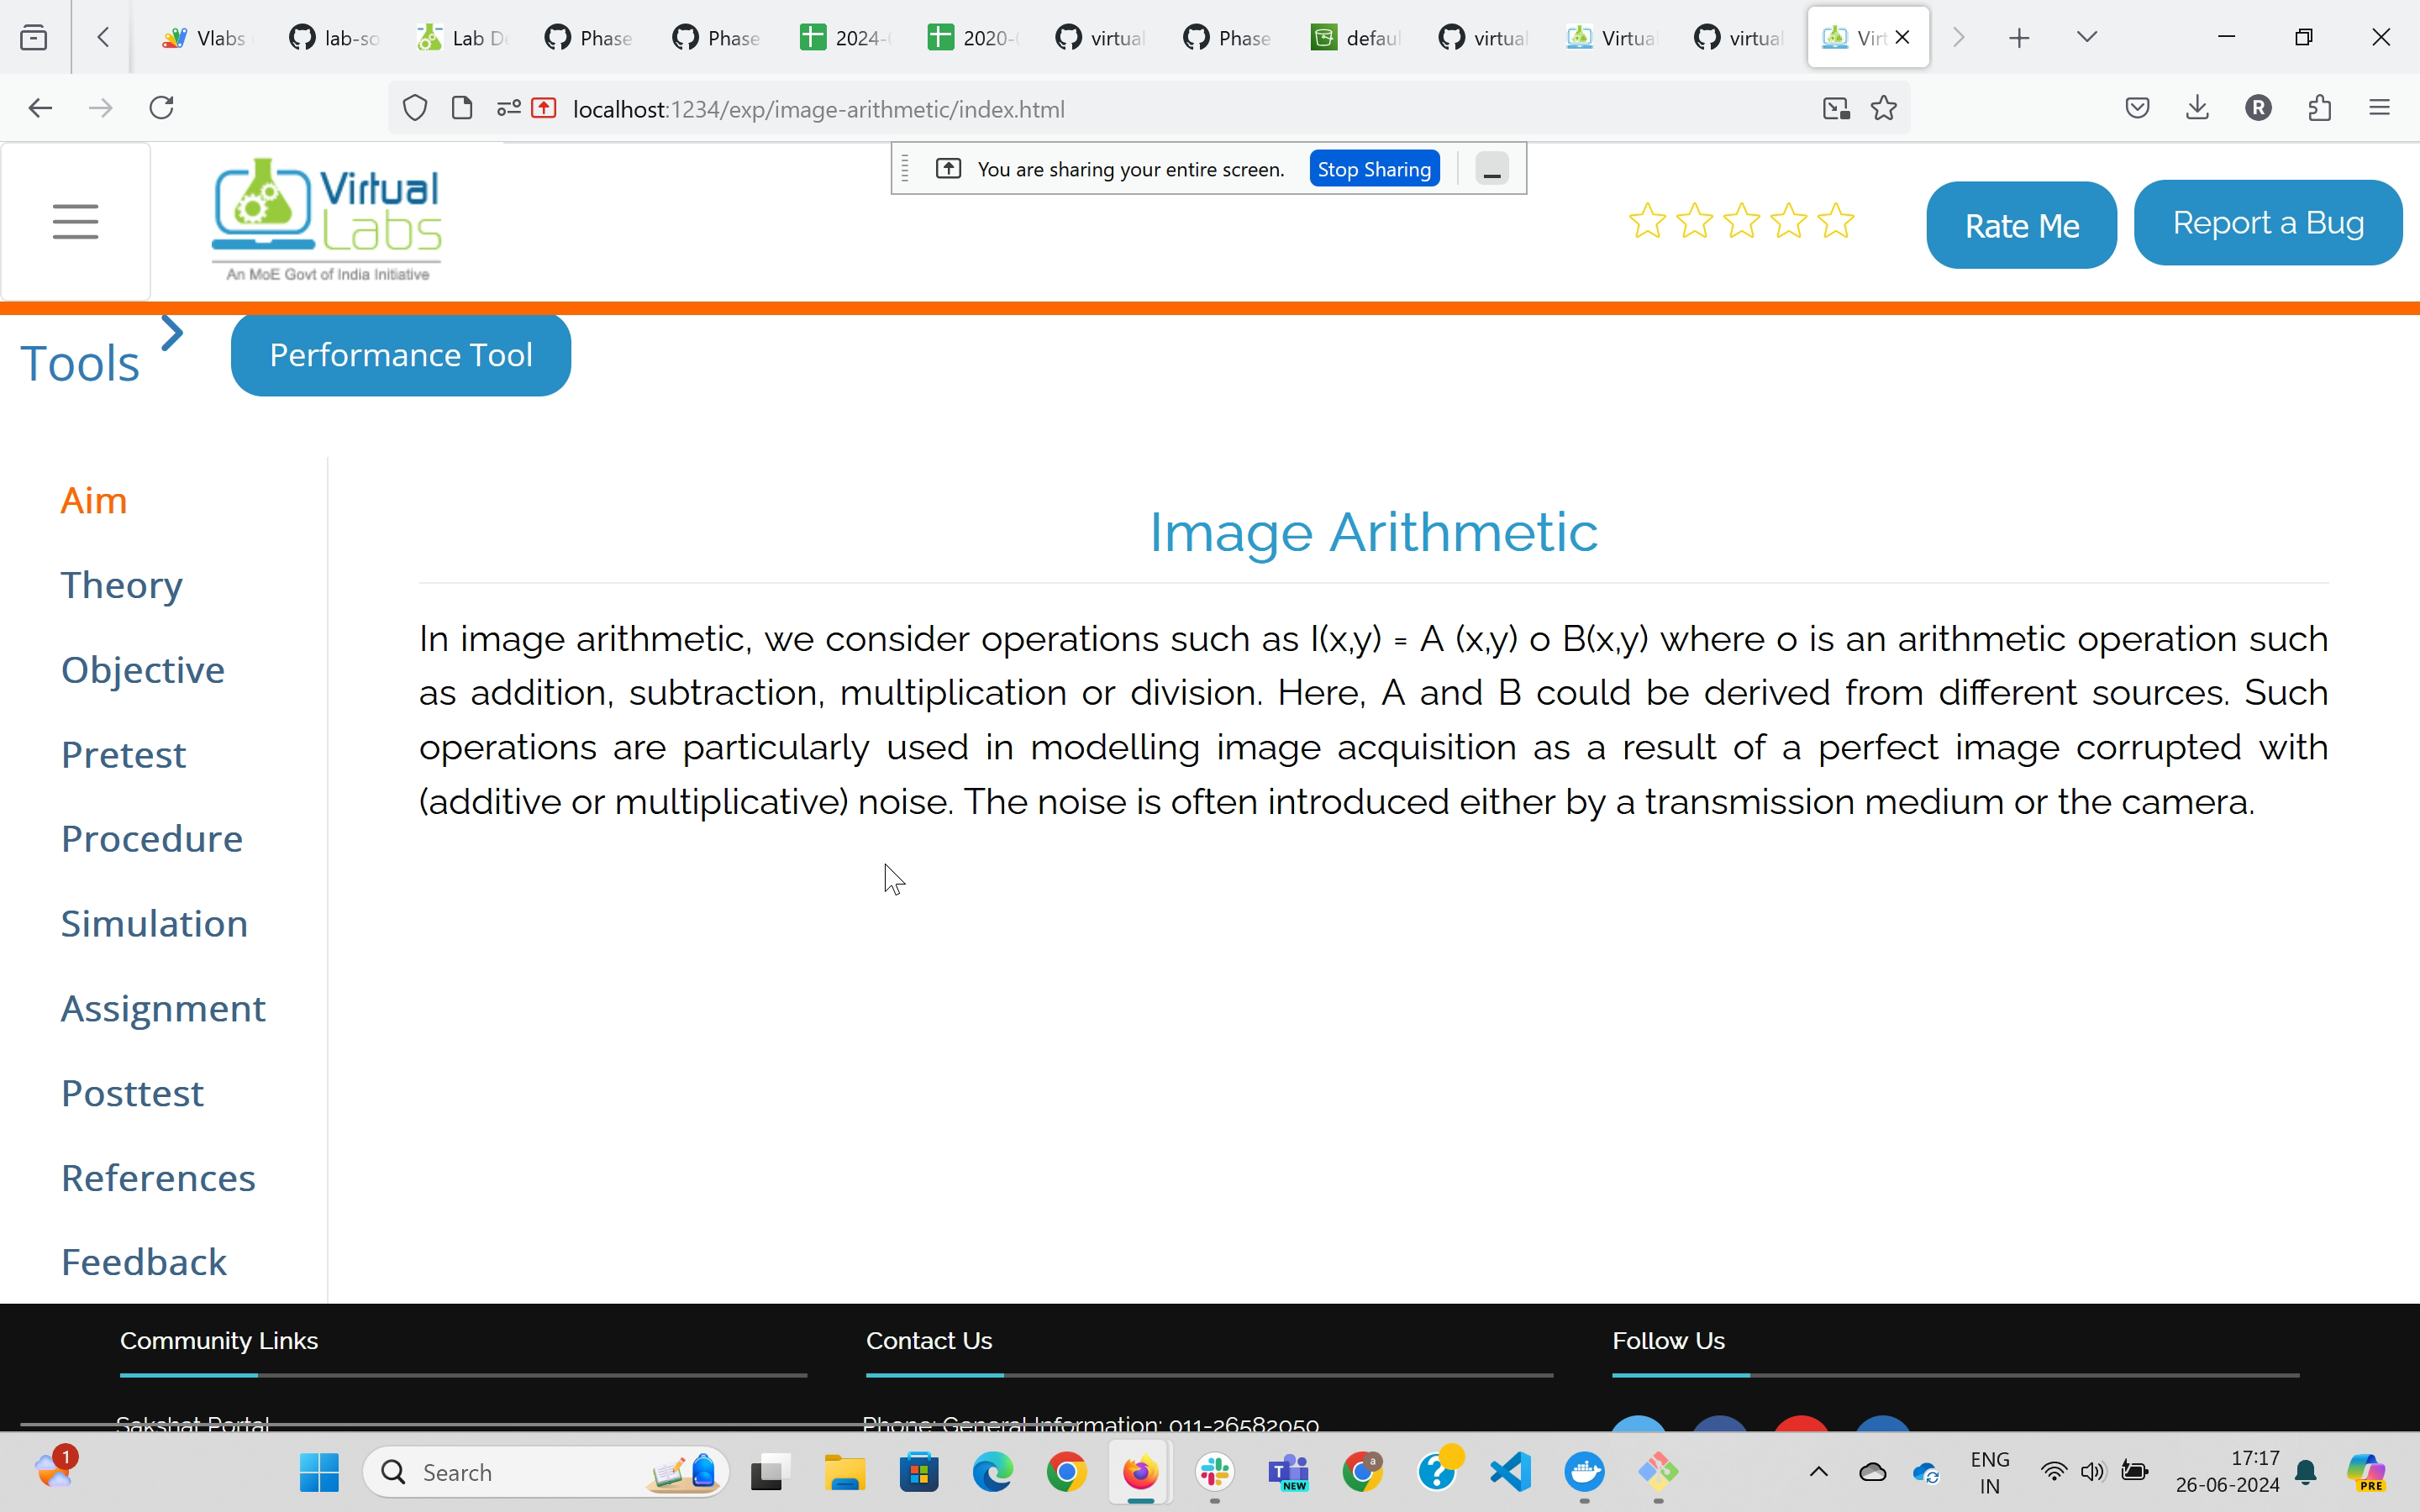 Vlabs
lab-so
Lab D
Phase
Phase
2024-
2020-
virtual
Phase
defaul
virtual
Virtua
virtual
Virt
localhost:1234/exp/image-arithmetic/index.html
R
You are sharing your entire screen.
Stop Sharing
Virtual
Labs
An MoE Govt of India Initiative
Rate Me
Report a Bug
Tools
Performance Tool
Aim
Theory
Objective
Pretest
Procedure
Simulation
Assignment
Posttest
References
Feedback
Image Arithmetic
In image arithmetic, we consider operations such as I(x,y) = A (x,y) o B(x,y) where o is an arithmetic operation such
as addition, subtraction, multiplication or division. Here, A and B could be derived from different sources. Such
operations are particularly used in modelling image acquisition as a result of a perfect image corrupted with
(additive or multiplicative) noise. The noise is often introduced either by a transmission medium or the camera.
Community Links
Contact Us
Follow Us
Sakshat Portal
Phone: General Information: 011-26582050
1
Search
NEW
a
ENG
IN
17:17
26-06-2024
PRE